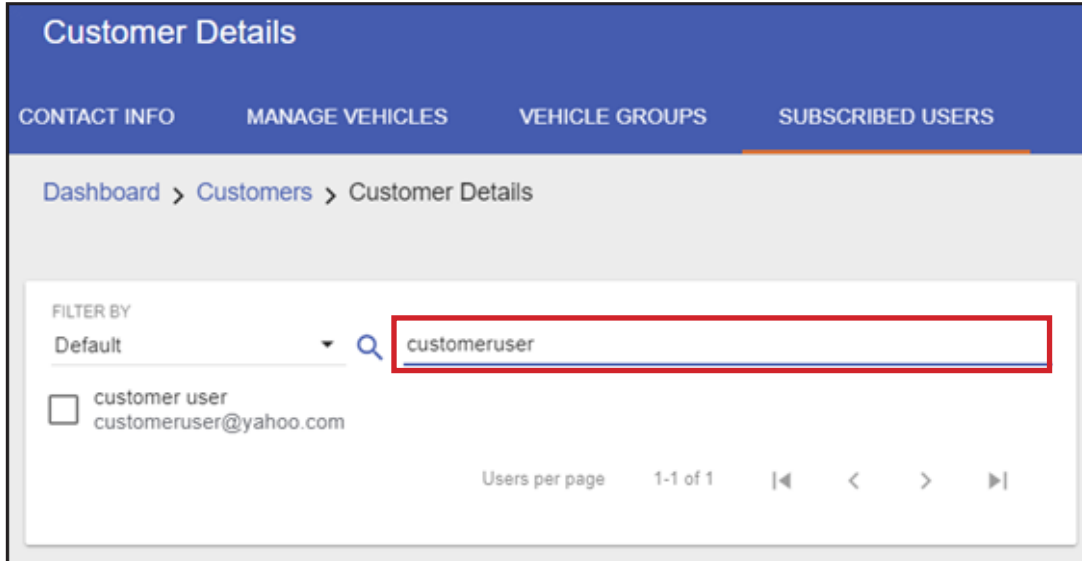 Customer Details
CONTACT INFO MANAGE VEHICLES VEHICLE GROUPS SUBSCRIBED USERS
Dashboard > Customers > Customer Details
FILTER BY
Default customeruser
customer user
customeruser@yahoo.com
Users per page 1-1 of 1